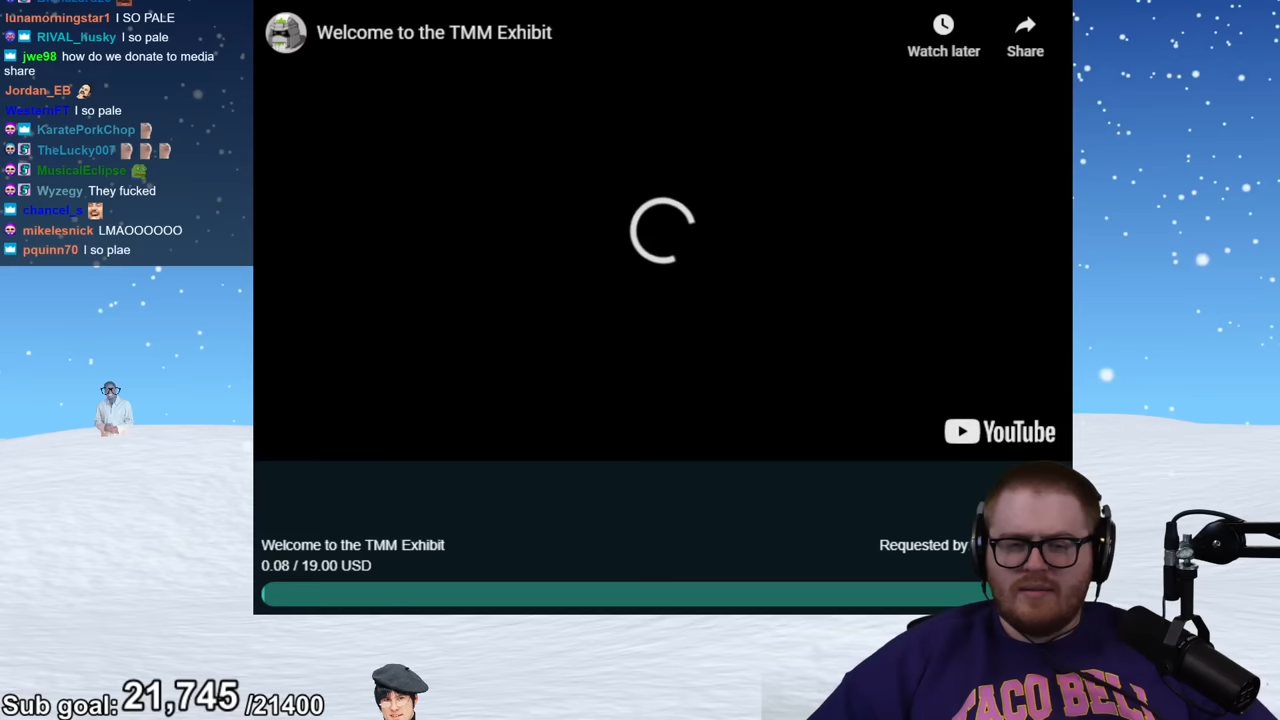 lunamorningstar1 I SO PALE
RIVAL_Husky I so pale
jwe98 how do we donate to media
share
Jordan_EB
WesternFT I so pale
KaratePorkChop
TheLucky007
MusicalEclipse
Wyzegy They fucked
chancel_s
mikelesnick LMAOOOOOO
pquinn70 I so plae
Welcome to the TMM Exhibit
Watch later
Share
YouTube
Welcome to the TMM Exhibit
Requested by
0.08 / 19.00 USD
TACO BELL
Sub goal: 21,745 /21400